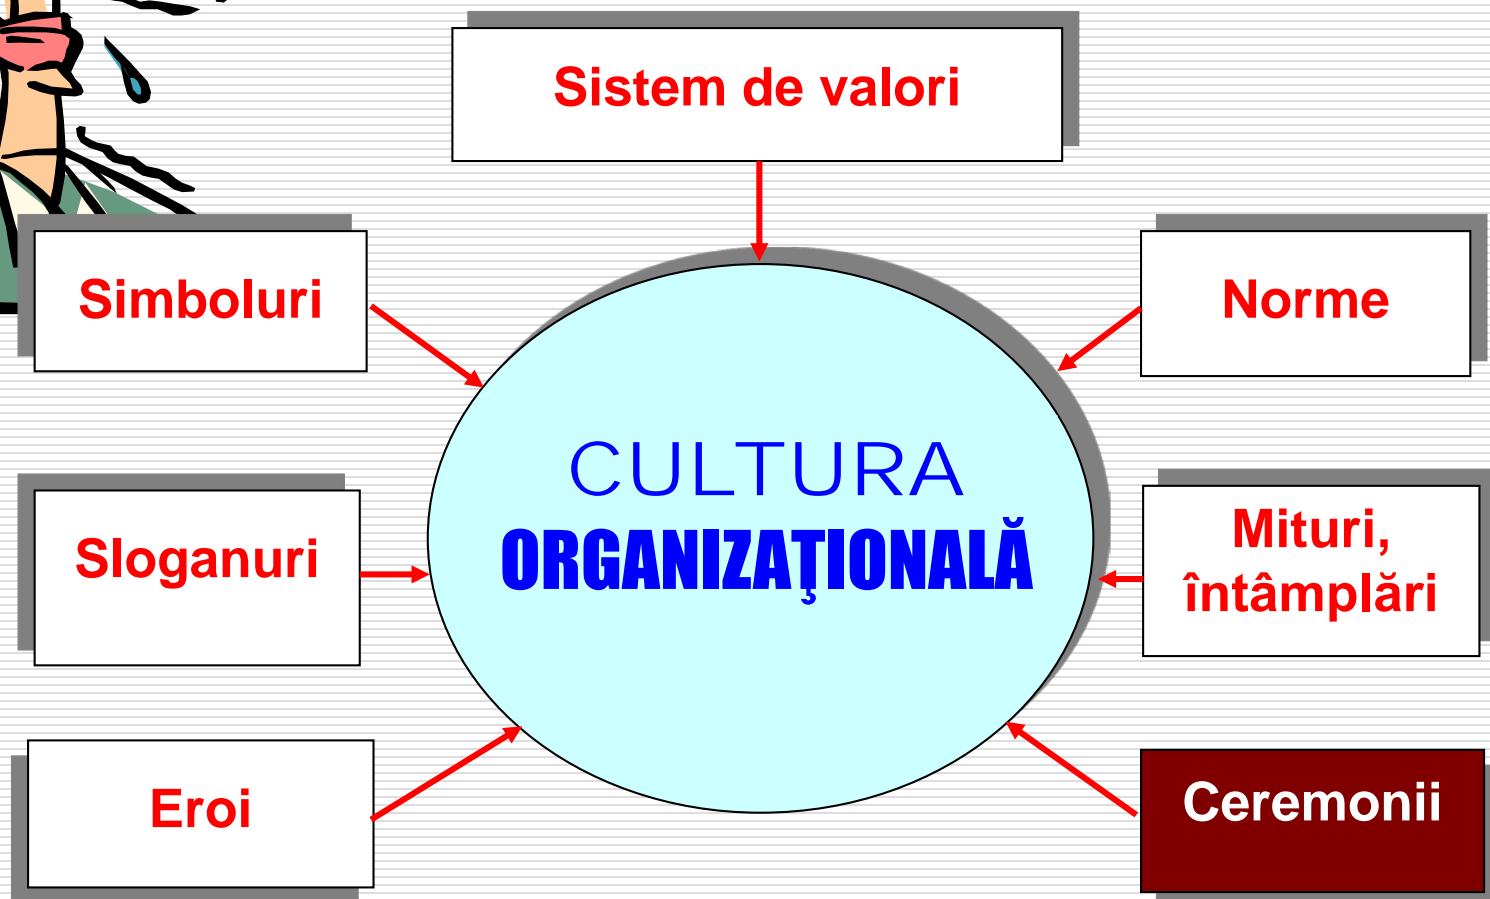 Sistem de valori
Simboluri
Norme
CULTURA
ORGANIZAŢIONALĂ
Sloganuri
Mituri,
întâmplări
Eroi
Ceremonii